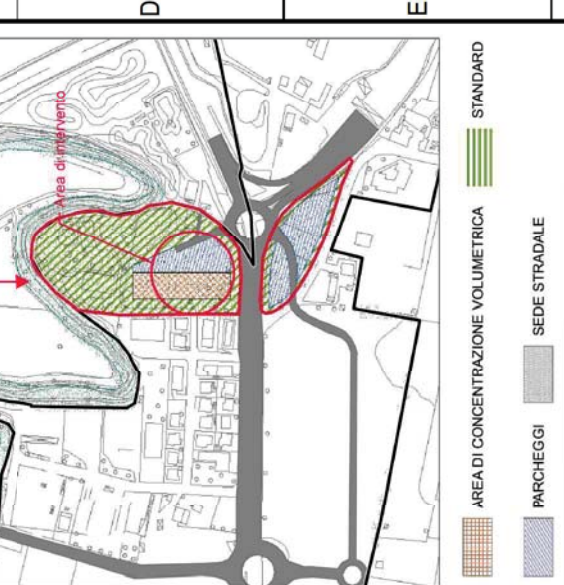 D
E
Area di intervento
AREA DI CONCENTRAZIONE VOLUMETRICA
STANDARD
PARCHEGGI
SEDE STRADALE